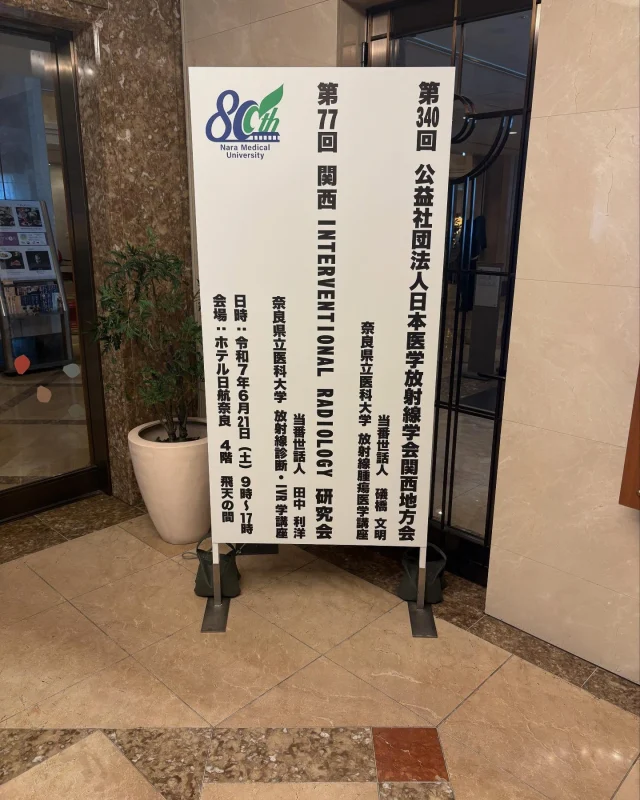 第340回 公益社団法人日本医学放射線学会関西地方会
当番世話人 礒橋 文明
奈良県立医科大学 放射線腫瘍医学講座
第77回 関西 INTERVENTIONAL RADIOLOGY 研究会
当番世話人 田中 利洋
奈良県立医科大学 放射線診断・IVR学講座
日時:令和7年6月21日(土)9時~17時
会場:ホテル日航奈良 4階 飛天の間
80th
Nara Medical
University